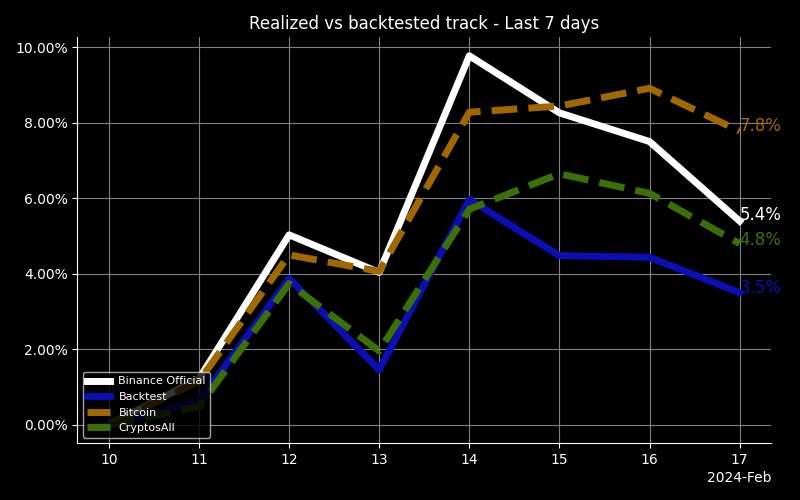 Realized vs backtested track - Last 7 days
10.00%
8.00%
6.00%
4.00%
2.00%
0.00%
7.8%
5.4%
4.8%
3.5%
Binance Official
Backtest
Bitcoin
CryptosAll
10 11 12 13 14 15 16 17
2024-Feb